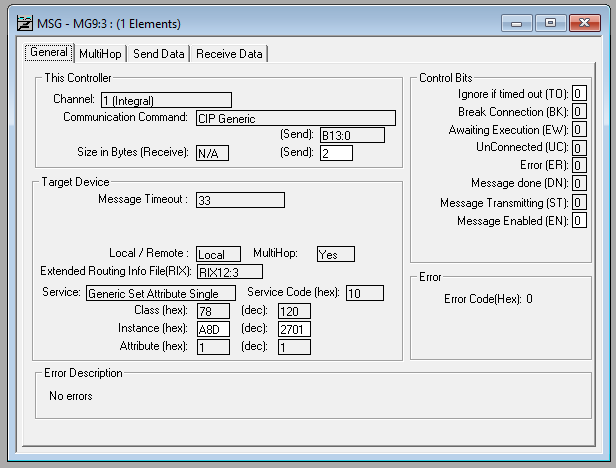 MSG - MG9:3 : (1 Elements)
General MultiHop Send Data Receive Data
This Controller
Channel: 1 (Integral)
Communication Command: CIP Generic
(Send): B13:0
Size in Bytes (Receive): N/A (Send): 2
Target Device
Message Timeout : 33
Local / Remote : Local MultiHop: Yes
Extended Routing Info File(RIX): RIX12:3
Service: Generic Set Attribute Single Service Code (hex): 10
Class (hex): 78 (dec): 120
Instance (hex): A8D (dec): 2701
Attribute (hex): 1 (dec): 1
Control Bits
Ignore if timed out (TO): 0
Break Connection (BK): 0
Awaiting Execution (EW): 0
UnConnected (UC): 0
Error (ER): 0
Message done (DN): 0
Message Transmitting (ST): 0
Message Enabled (EN): 0
Error
Error Code(Hex): 0
Error Description
No errors